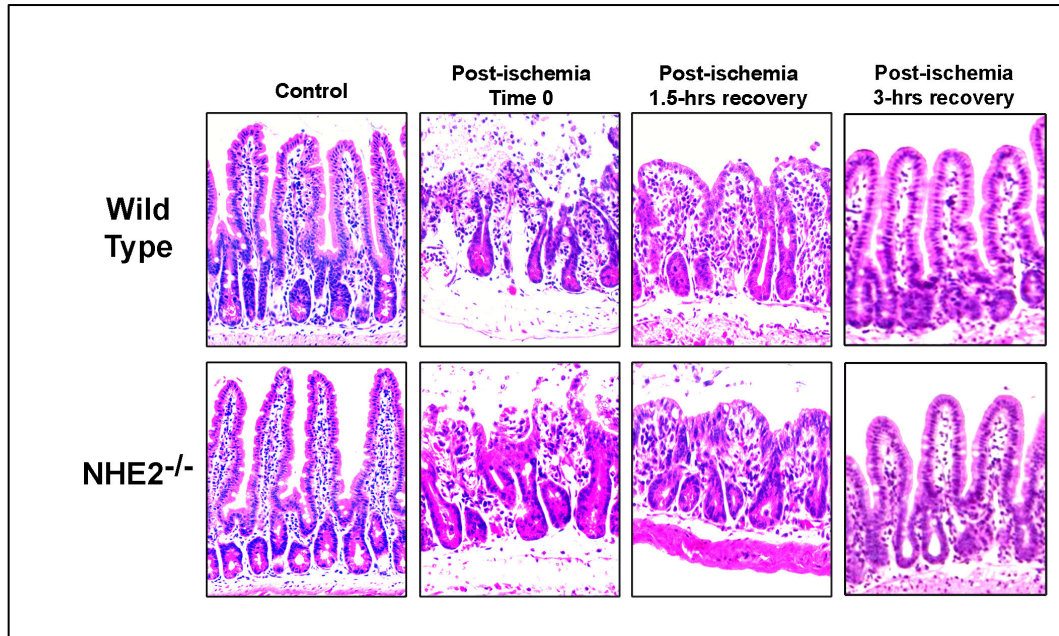 Control
Post-ischemia
Time 0
Post-ischemia
1.5-hrs recovery
Post-ischemia
3-hrs recovery
Wild
Type
NHE2-/-